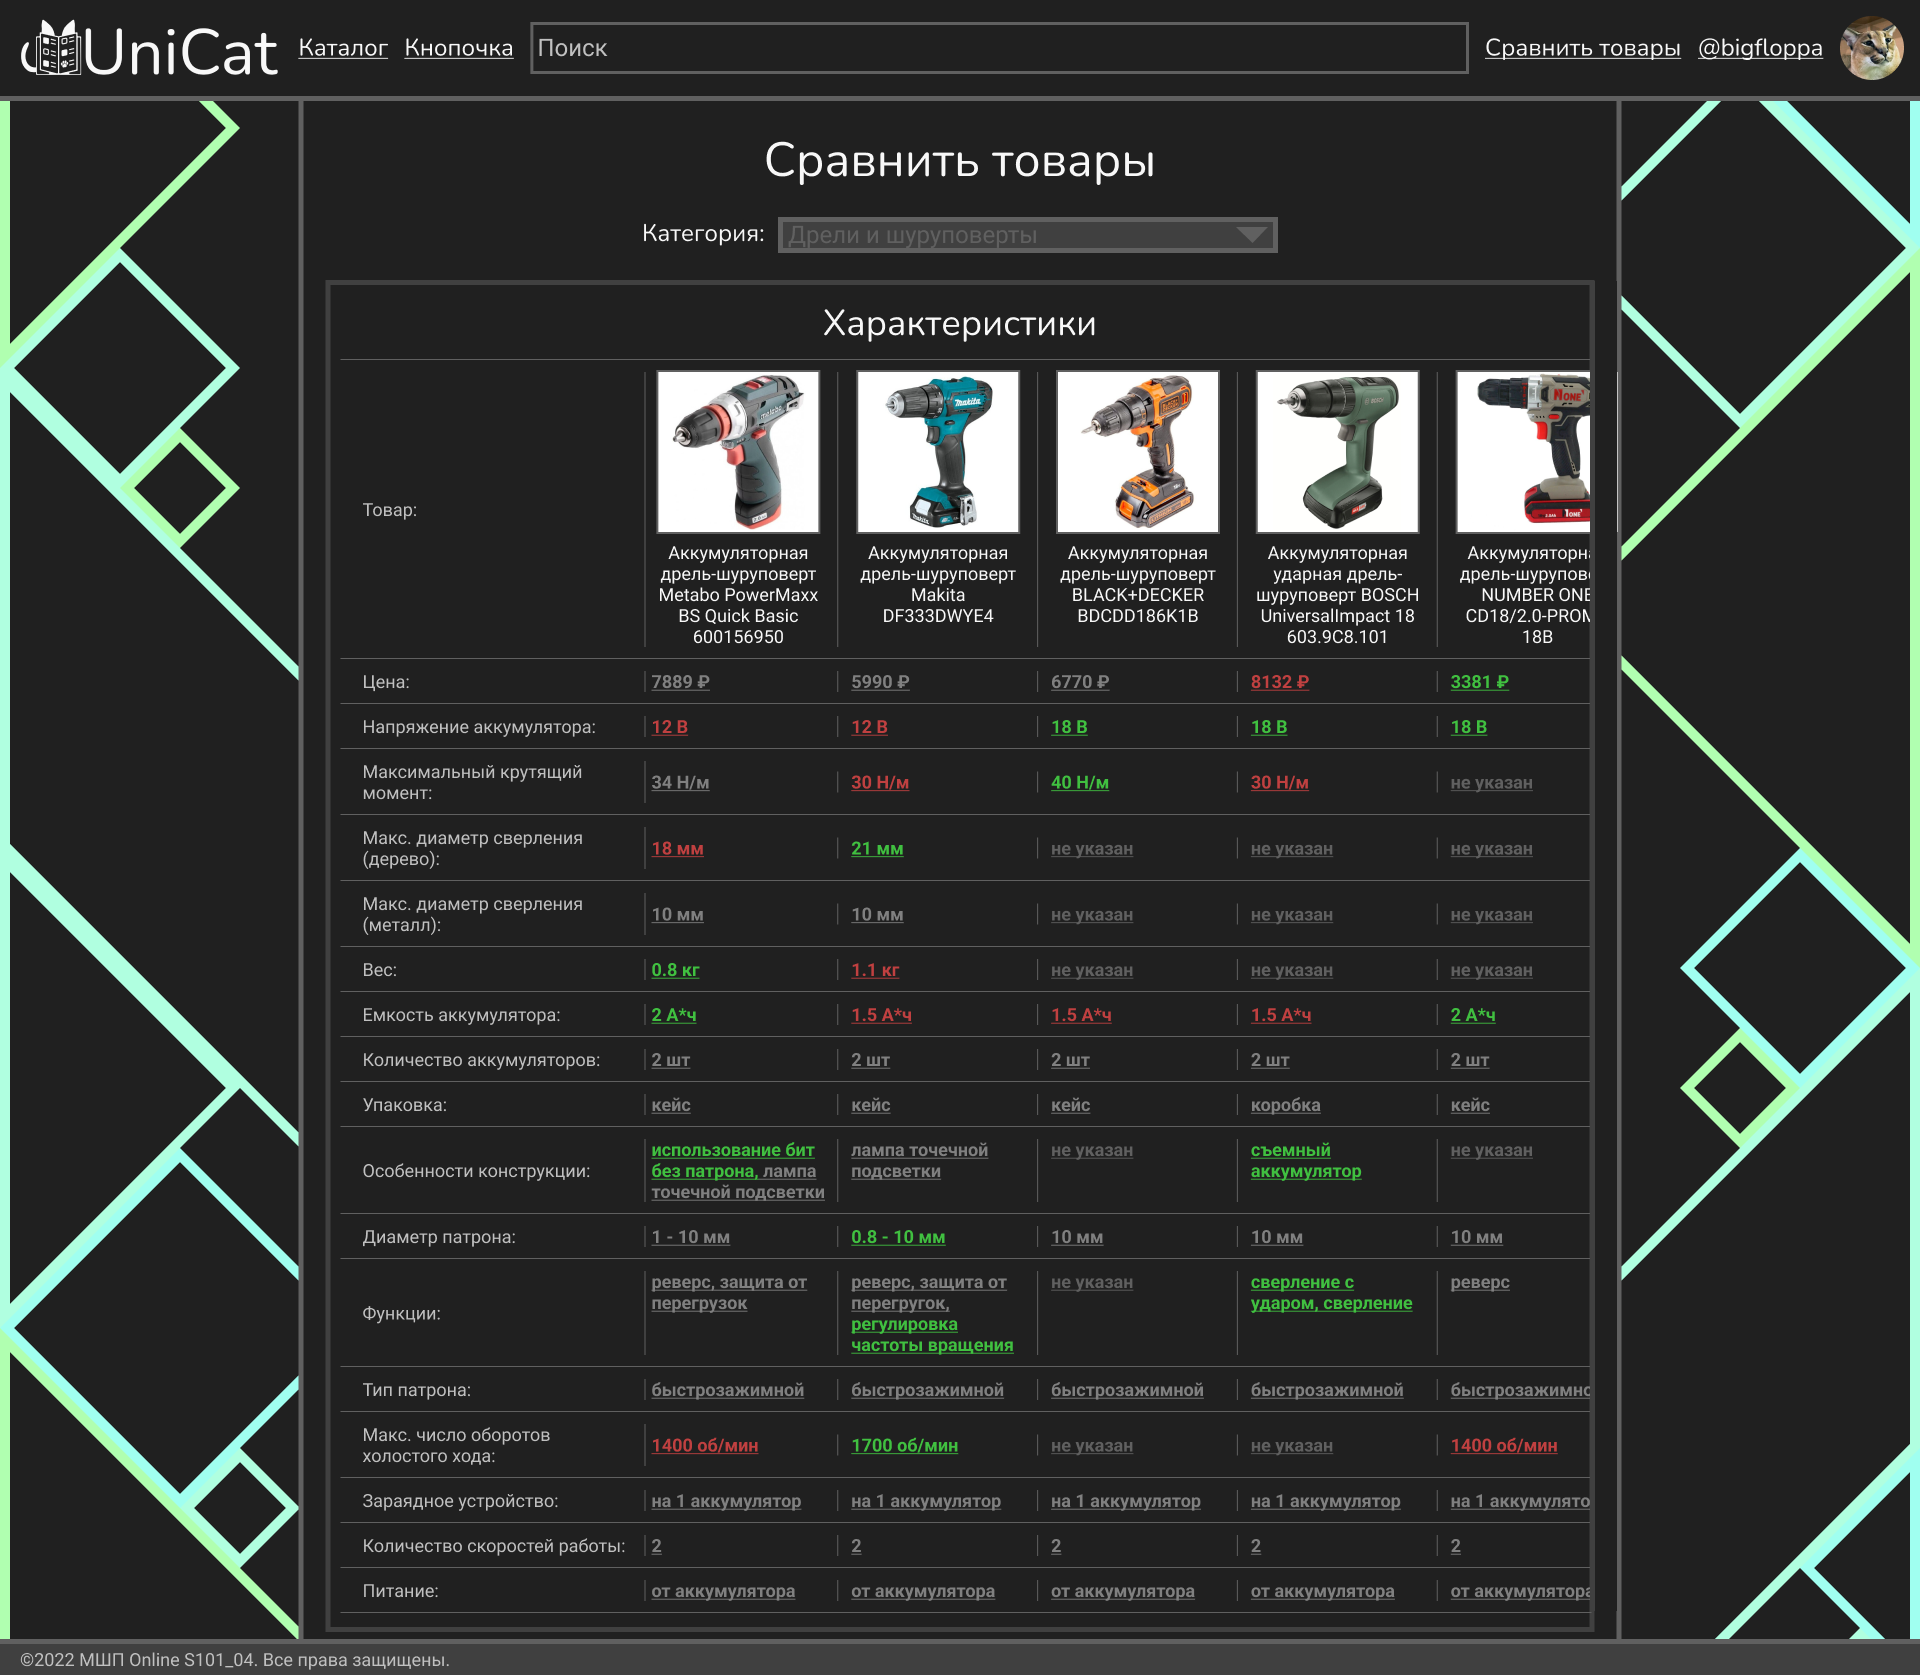 UniCat Каталог Кнопочка Поиск Сравнить товары @bigfloppa
Сравнить товары
Категория: Дрели и шуруповерты
Характеристики
Товар:
Аккумуляторная
дрель-шуруповерт
Metabo PowerMaxx
BS Quick Basic
600156950
Аккумуляторная
дрель-шуруповерт
Makita
DF333DWYE4
Аккумуляторная
дрель-шуруповерт
BLACK+DECKER
BDCDD186K1B
Аккумуляторная
ударная дрель-
шуруповерт BOSCH
UniversalImpact 18
603.9C8.101
Аккумуляторн
дрель-шурупов
NUMBER ONE
CD18/2.0-PROM
18В
Цена: 7889 ₽ 5990 ₽ 6770 ₽ 8132 ₽ 3381 ₽
Напряжение аккумулятора: 12 В 12 В 18 В 18 В 18 В
Максимальный крутящий
момент:
34 Н/м 30 Н/м 40 Н/м 30 Н/м не указан
Макс. диаметр сверления
(дерево):
18 мм 21 мм не указан не указан не указан
Макс. диаметр сверления
(металл):
10 мм 10 мм не указан не указан не указан
Вес: 0.8 кг 1.1 кг не указан не указан не указан
Емкость аккумулятора: 2 А*ч 1.5 А*ч 1.5 А*ч 1.5 А*ч 2 А*ч
Количество аккумуляторов: 2 шт 2 шт 2 шт 2 шт 2 шт
Упаковка: кейс кейс кейс коробка кейс
Особенности конструкции:
использование бит
без патрона, лампа
точечной подсветки
лампа точечной
подсветки
не указан
съемный
аккумулятор
не указан
Диаметр патрона: 1 - 10 мм 0.8 - 10 мм 10 мм 10 мм 10 мм
Функции:
реверс, защита от
перегрузок
реверс, защита от
перегругок,
регулировка
частоты вращения
не указан
сверление с
ударом, сверление
реверс
Тип патрона: быстрозажимной быстрозажимной быстрозажимной быстрозажимной быстрозажимно
Макс. число оборотов
холостого хода:
1400 об/мин 1700 об/мин не указан не указан 1400 об/мин
Зараядное устройство: на 1 аккумулятор на 1 аккумулятор на 1 аккумулятор на 1 аккумулятор на 1 аккумулято
Количество скоростей работы: 2 2 2 2 2
Питание: от аккумулятора от аккумулятора от аккумулятора от аккумулятора от аккумулятора
©2022 МШП Online S101_04. Все права защищены.